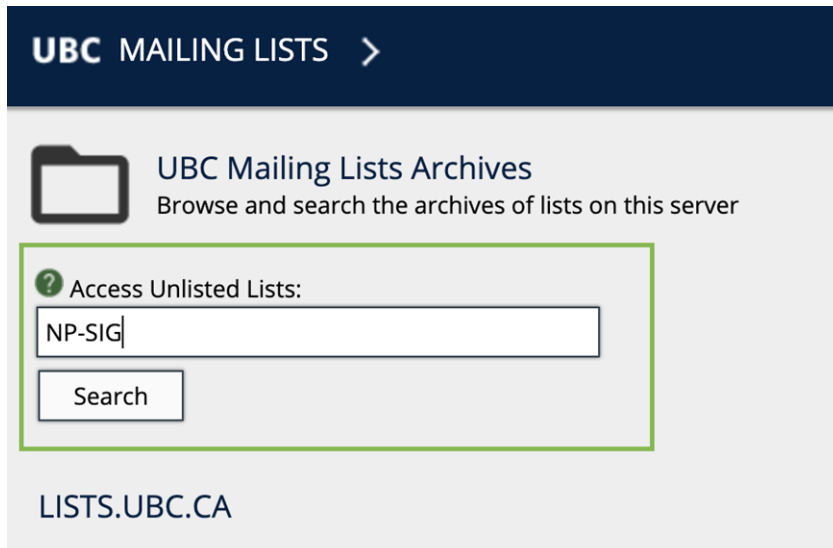 UBC MAILING LISTS >
UBC Mailing Lists Archives
Browse and search the archives of lists on this server
? Access Unlisted Lists:
NP-SIG
Search
LISTS.UBC.CA